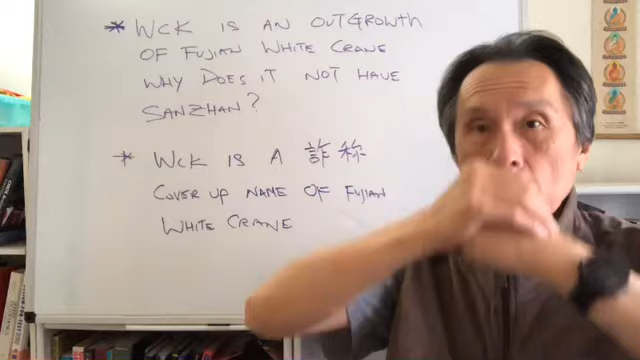 * WCK IS AN OUTGROWTH
OF FUJIAN WHITE CRANE
WHY DOES IT NOT HAVE
SANZHAN?
* WCK IS A 詐称
COVER UP NAME OF FUJIAN
WHITE CRANE